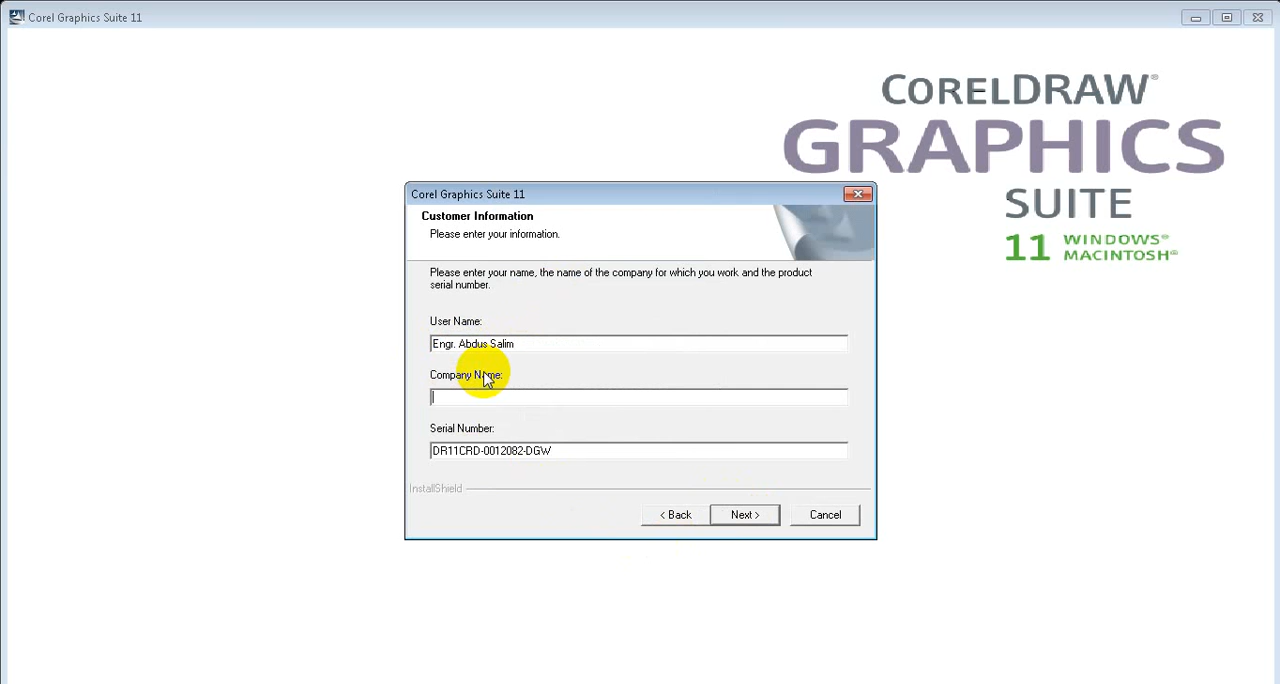 Corel Graphics Suite 11
CORELDRAW®
GRAPHICS
SUITE
11 WINDOWS®
MACINTOSH®
Corel Graphics Suite 11
Customer Information
Please enter your information.
Please enter your name, the name of the company for which you work and the product
serial number.
User Name:
Engr. Abdus Salim
Company Name:
Serial Number:
DR11CRD-0012082-DGW
InstallShield
< Back
Next >
Cancel